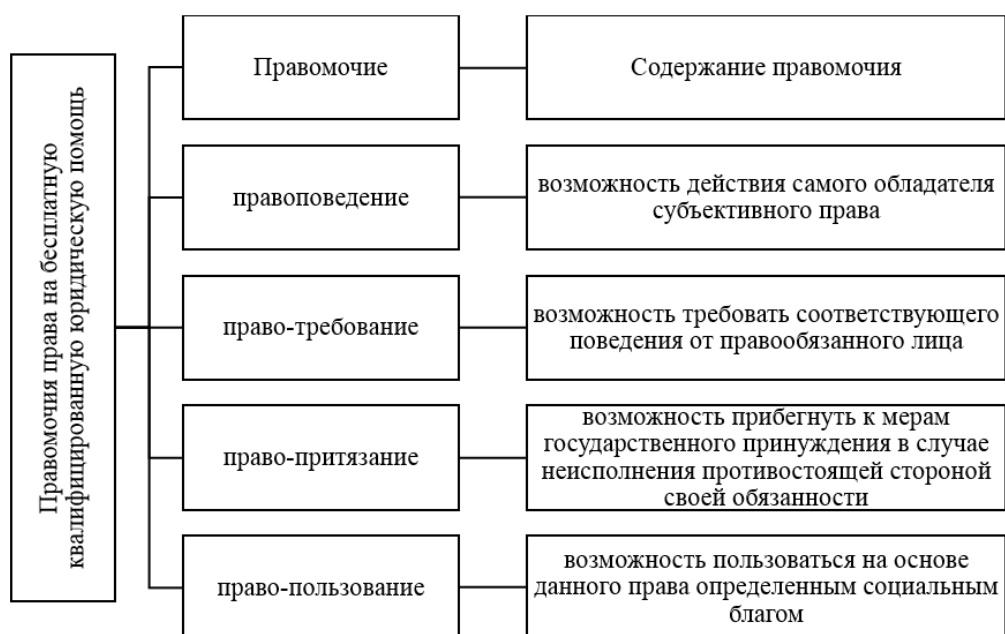 Правомочия права на бесплатную
квалифицированную юридическую помощь
Правомочие
Содержание правомочия
правоповедение
возможность действия самого обладателя
субъективного права
право-требование
возможность требовать соответствующего
поведения от правообязанного лица
право-притязание
возможность прибегнуть к мерам
государственного принуждения в случае
неисполнения противостоящей стороной
своей обязанности
право-пользование
возможность пользоваться на основе
данного права определенным социальным
благом